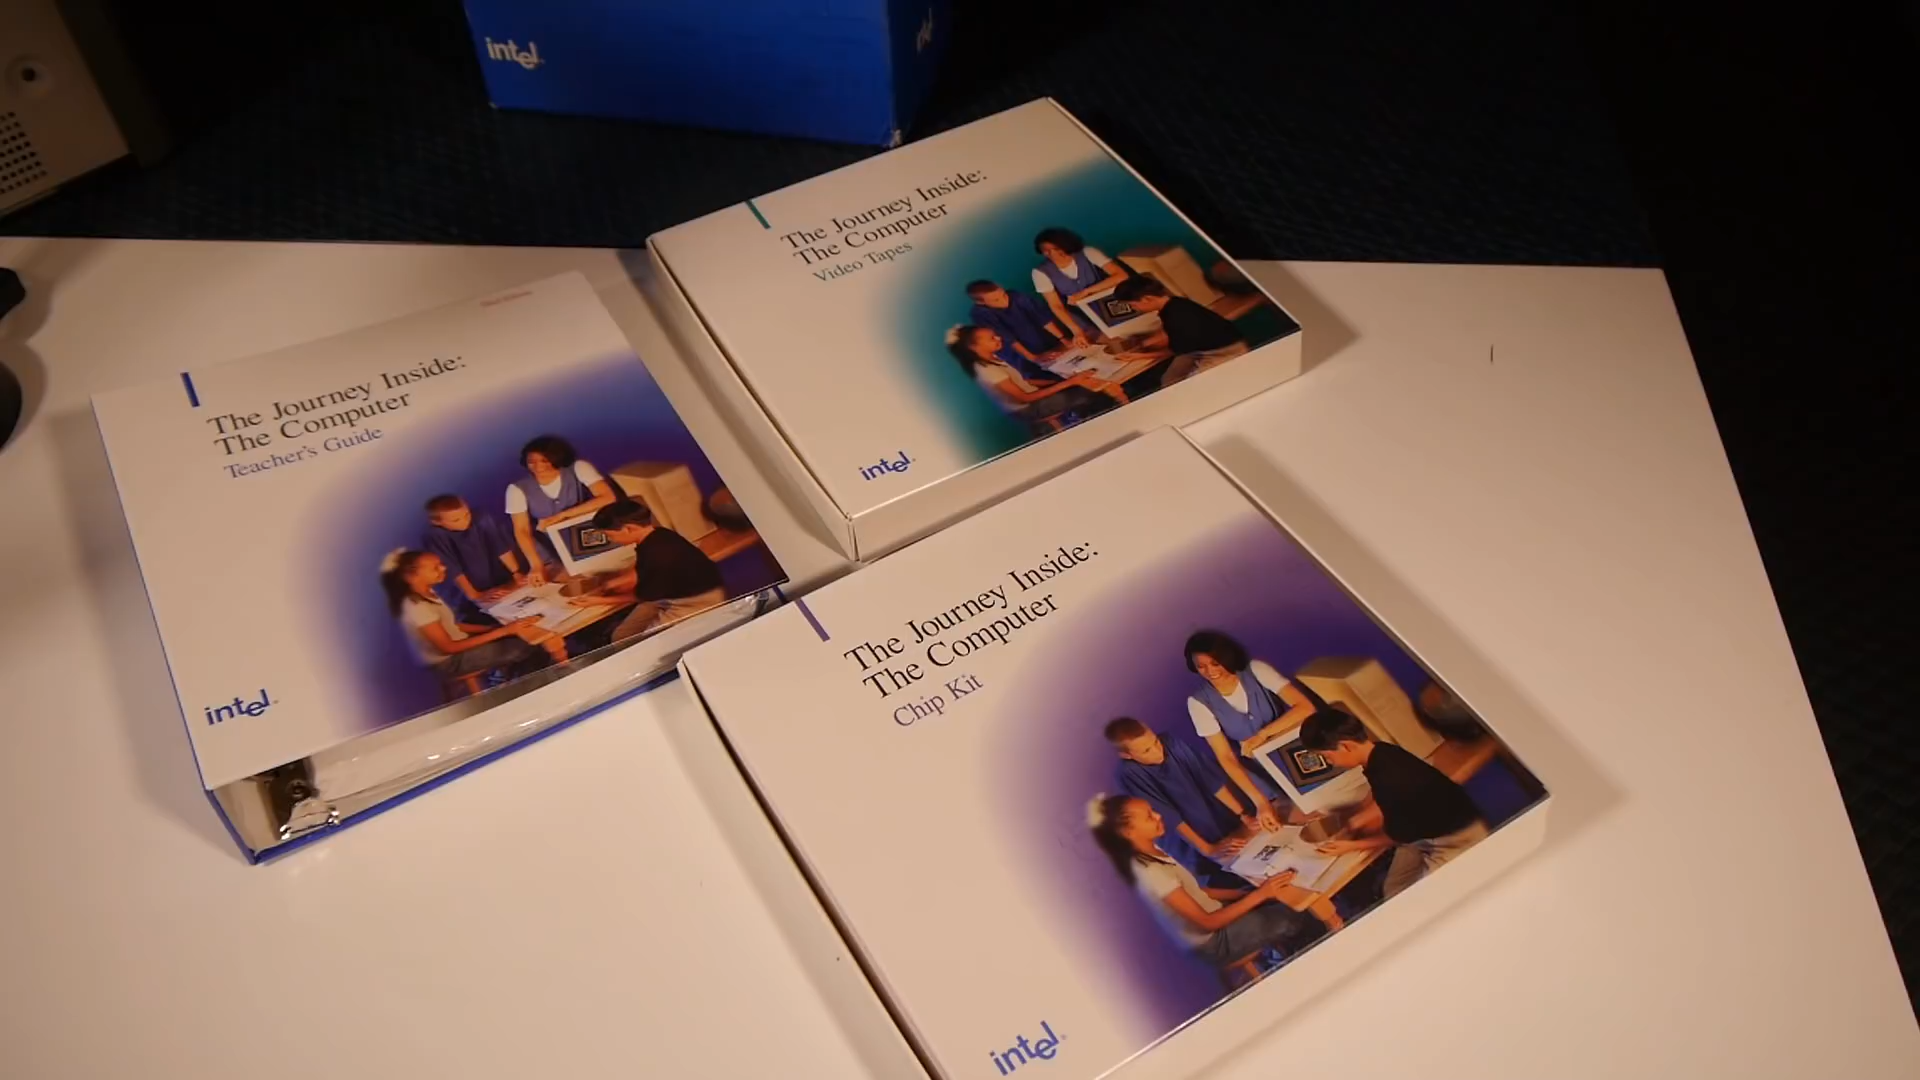 intel
The Journey Inside:
The Computer
Video Tapes
intel
The Journey Inside:
The Computer
Teacher's Guide
intel
The Journey Inside:
The Computer
Chip Kit
intel